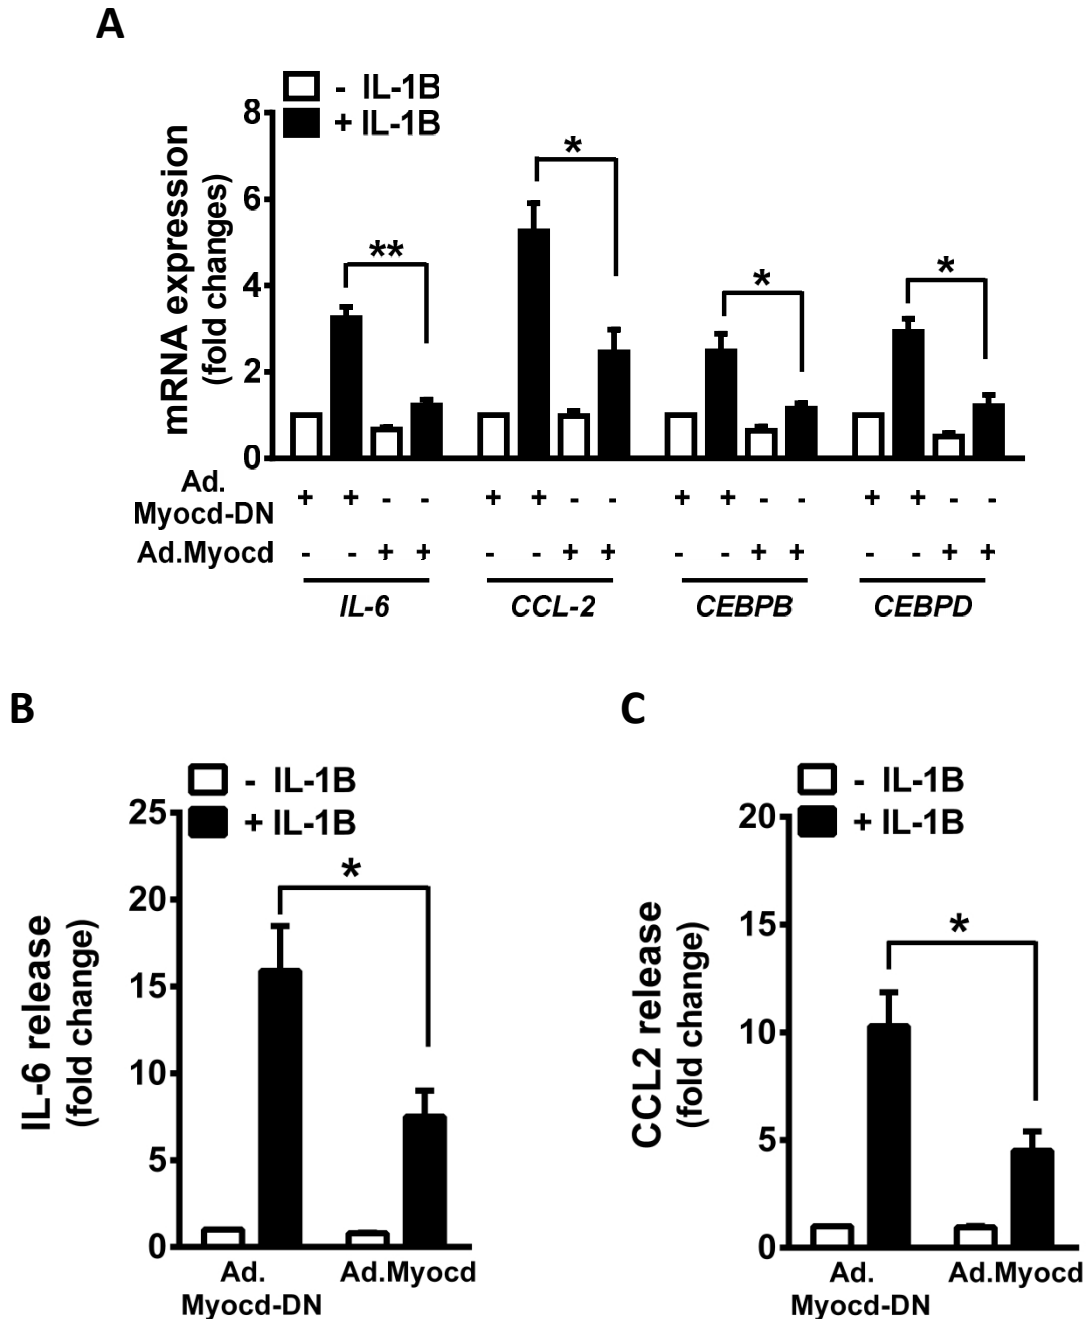 A
- IL-1B
+ IL-1B
mRNA expression
(fold changes)
8
6
4
2
0
**
*
*
*
Ad.
Myocd-DN
+ + - - + + - - + + - - + + - -
Ad.Myocd
- - + + - - + + - - + + - - + +
IL-6 CCL-2 CEBPB CEBPD
B
- IL-1B
+ IL-1B
IL-6 release
(fold change)
25
20
15
10
5
0
*
Ad.
Myocd-DN
Ad.Myocd
C
- IL-1B
+ IL-1B
CCL2 release
(fold change)
20
15
10
5
0
*
Ad.
Myocd-DN
Ad.Myocd